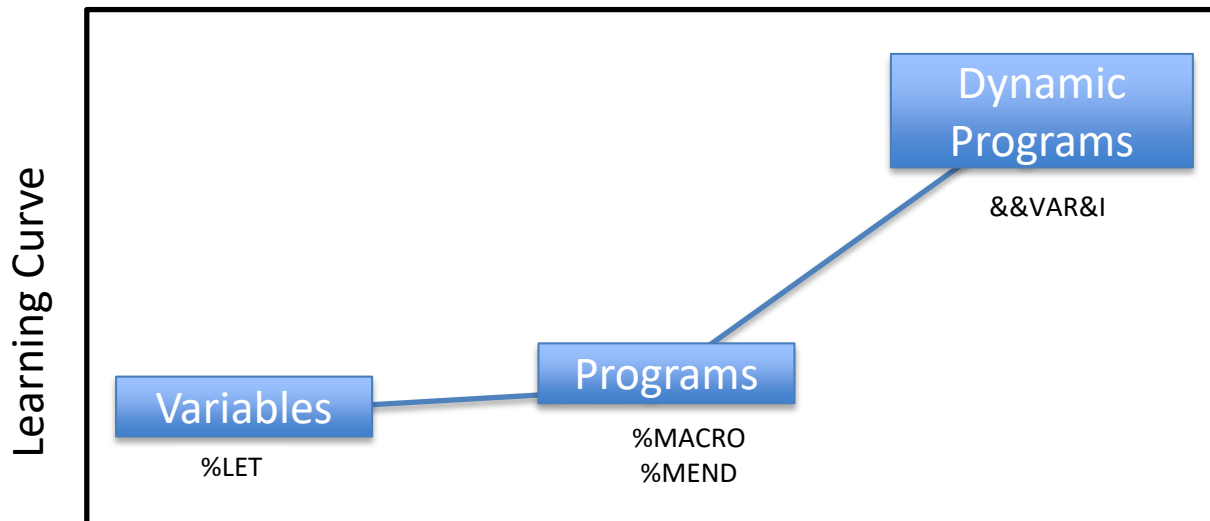 Learning Curve
Dynamic
Programs
&&VAR&I
Programs
%MACRO
%MEND
Variables
%LET